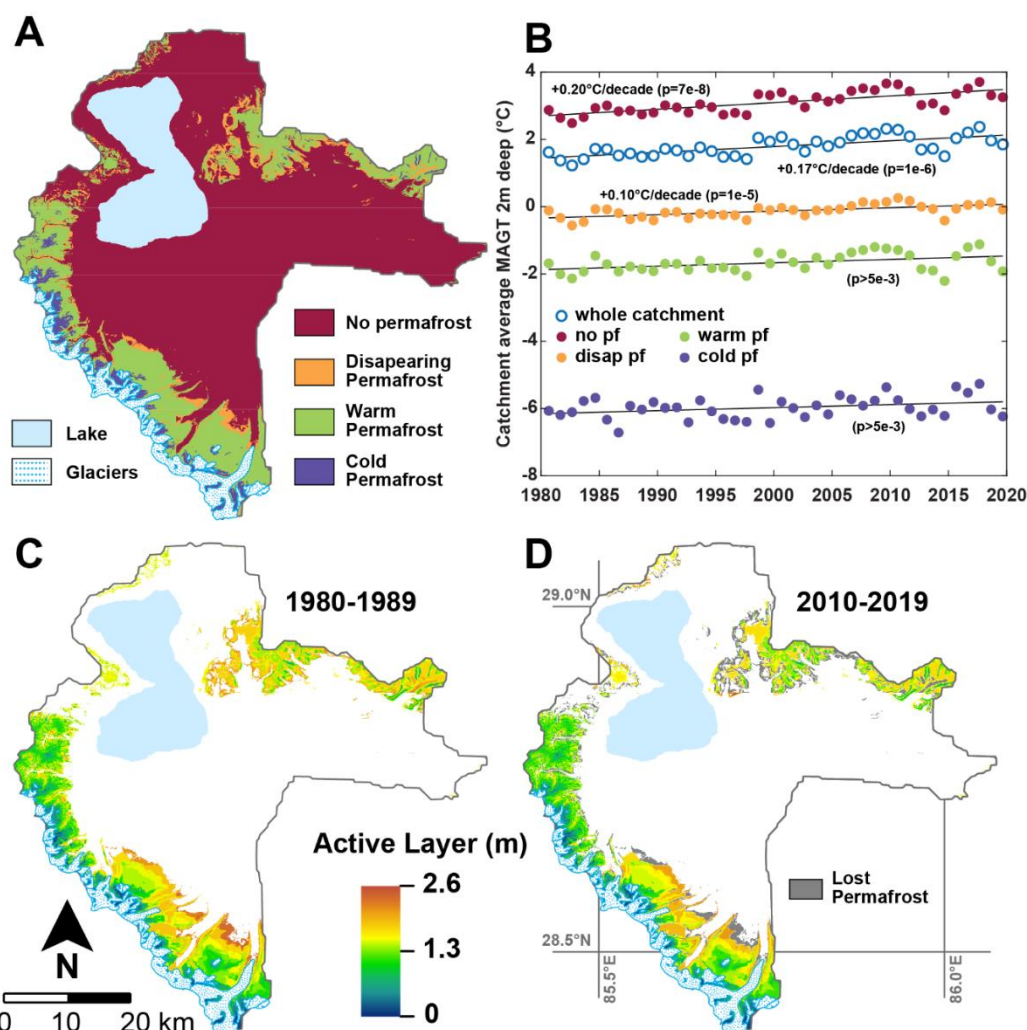 A
No permafrost
Disapearing
Permafrost
Warm
Permafrost
Cold
Permafrost
Lake
Glaciers
B
Catchment average MAGT 2m deep (°C)
4
2
0
-2
-4
-6
-8
+0.20°C/decade (p=7e-8)
+0.17°C/decade (p=1e-6)
+0.10°C/decade (p=1e-5)
(p>5e-3)
whole catchment
no pf
warm pf
disap pf
cold pf
(p>5e-3)
1980 1985 1990 1995 2000 2005 2010 2015 2020
C
1980-1989
Active Layer (m)
2.6
1.3
0
N
0 10 20 km
D
2010-2019
29.0°N
Lost
Permafrost
28.5°N
85.5°E
86.0°E